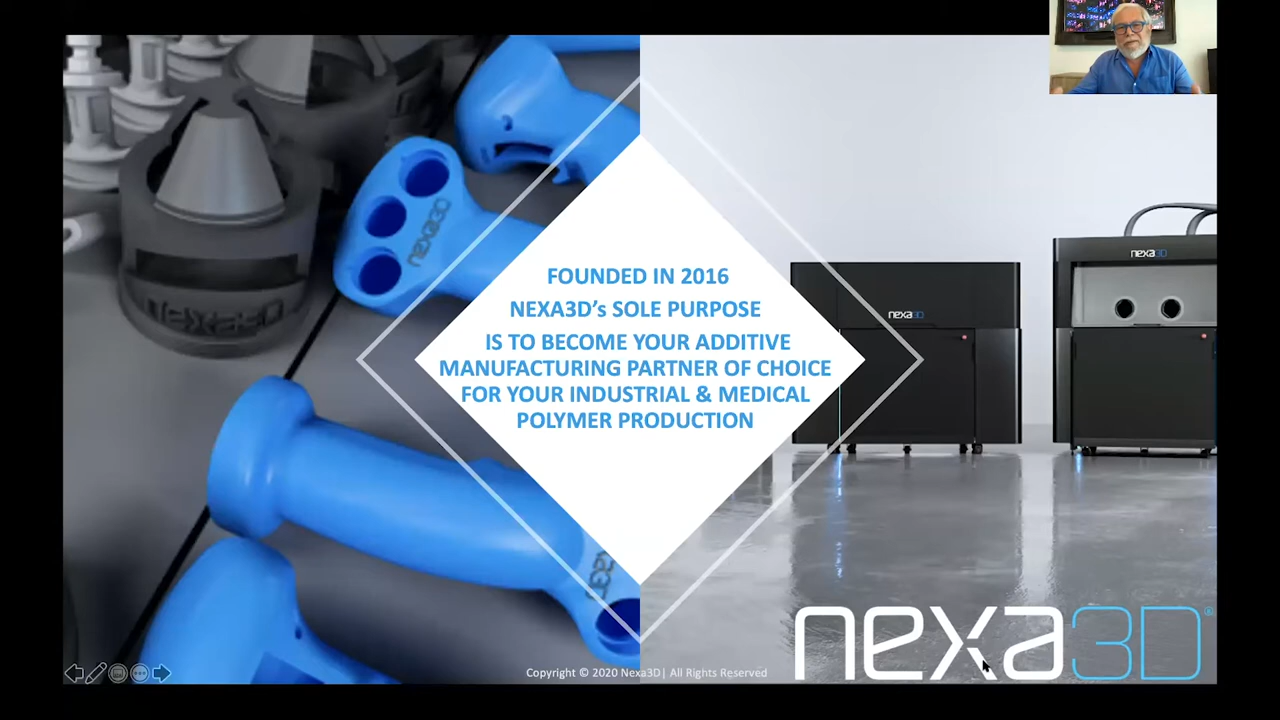 FOUNDED IN 2016
NEXA3D’s SOLE PURPOSE
IS TO BECOME YOUR ADDITIVE
MANUFACTURING PARTNER OF CHOICE
FOR YOUR INDUSTRIAL & MEDICAL
POLYMER PRODUCTION
nexa3D
nexa3D
nexa3D
nexa3D
nexa3D®
Copyright © 2020 Nexa3D| All Rights Reserved